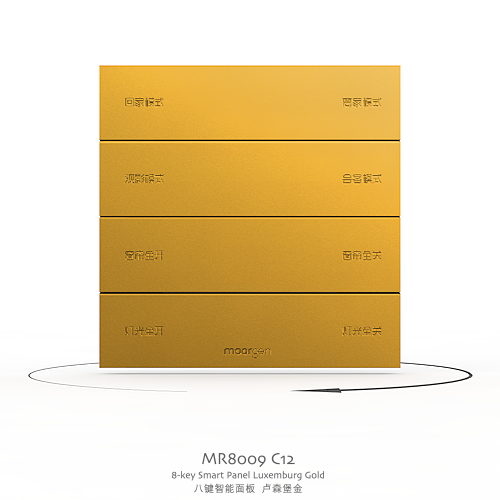 回家模式 离家模式
观影模式 会客模式
窗帘全开 窗帘全关
灯光全开 灯光全关
moorgen
MR8009 C12
8-key Smart Panel Luxemburg Gold
八键智能面板 卢森堡金